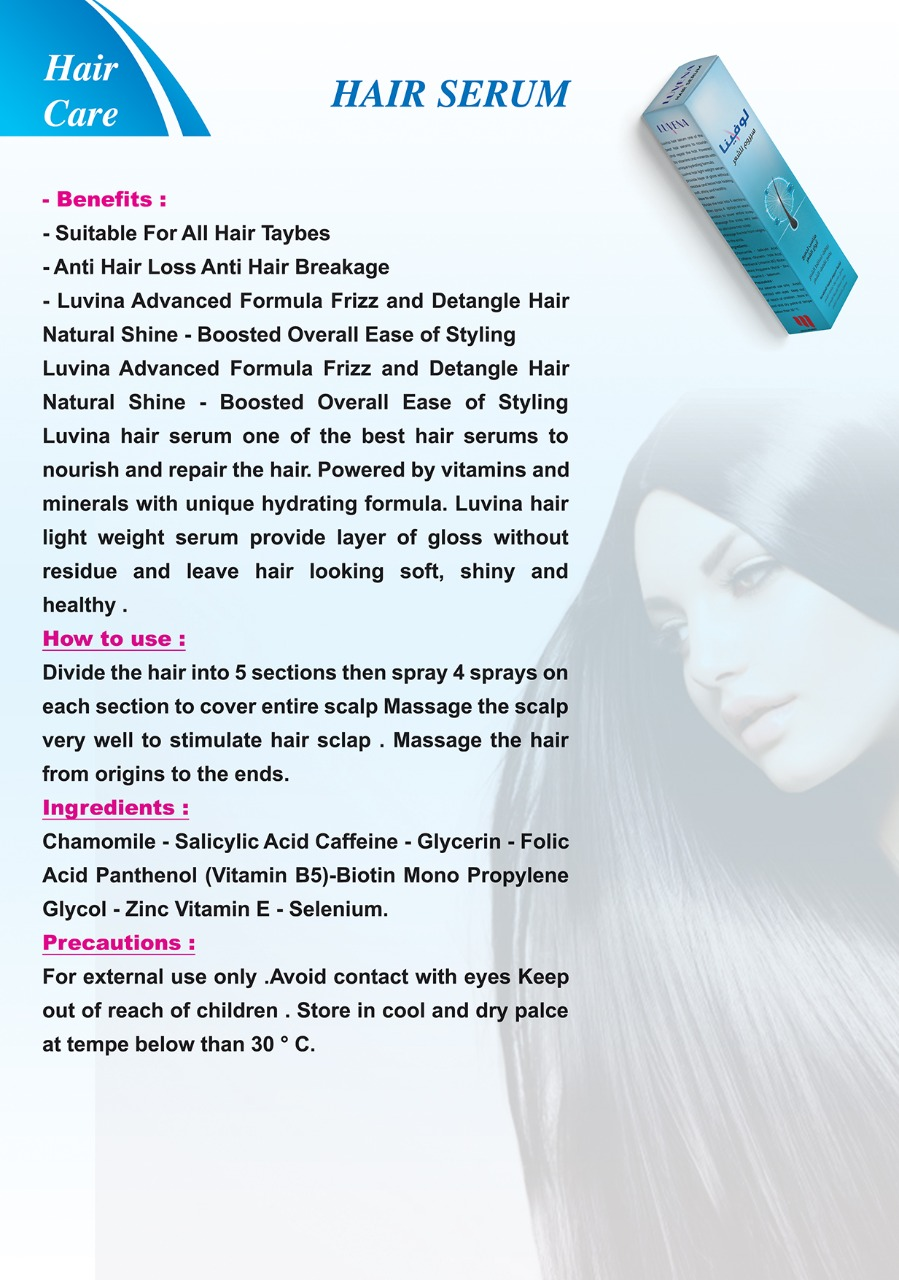 Hair
Care
HAIR SERUM
LUVENA
HAIR SERUM
LUVENA
لوفينا
سيروم للشعر
- Benefits :
- Suitable For All Hair Taybes
- Anti Hair Loss Anti Hair Breakage
- Luvina Advanced Formula Frizz and Detangle Hair
Natural Shine - Boosted Overall Ease of Styling
Luvina Advanced Formula Frizz and Detangle Hair
Natural Shine - Boosted Overall Ease of Styling
Luvina hair serum one of the best hair serums to
nourish and repair the hair. Powered by vitamins and
minerals with unique hydrating formula. Luvina hair
light weight serum provide layer of gloss without
residue and leave hair looking soft, shiny and
healthy .
How to use :
Divide the hair into 5 sections then spray 4 sprays on
each section to cover entire scalp Massage the scalp
very well to stimulate hair sclap . Massage the hair
from origins to the ends.
Ingredients :
Chamomile - Salicylic Acid Caffeine - Glycerin - Folic
Acid Panthenol (Vitamin B5)-Biotin Mono Propylene
Glycol - Zinc Vitamin E - Selenium.
Precautions :
For external use only .Avoid contact with eyes Keep
out of reach of children . Store in cool and dry palce
at tempe below than 30 ° C.